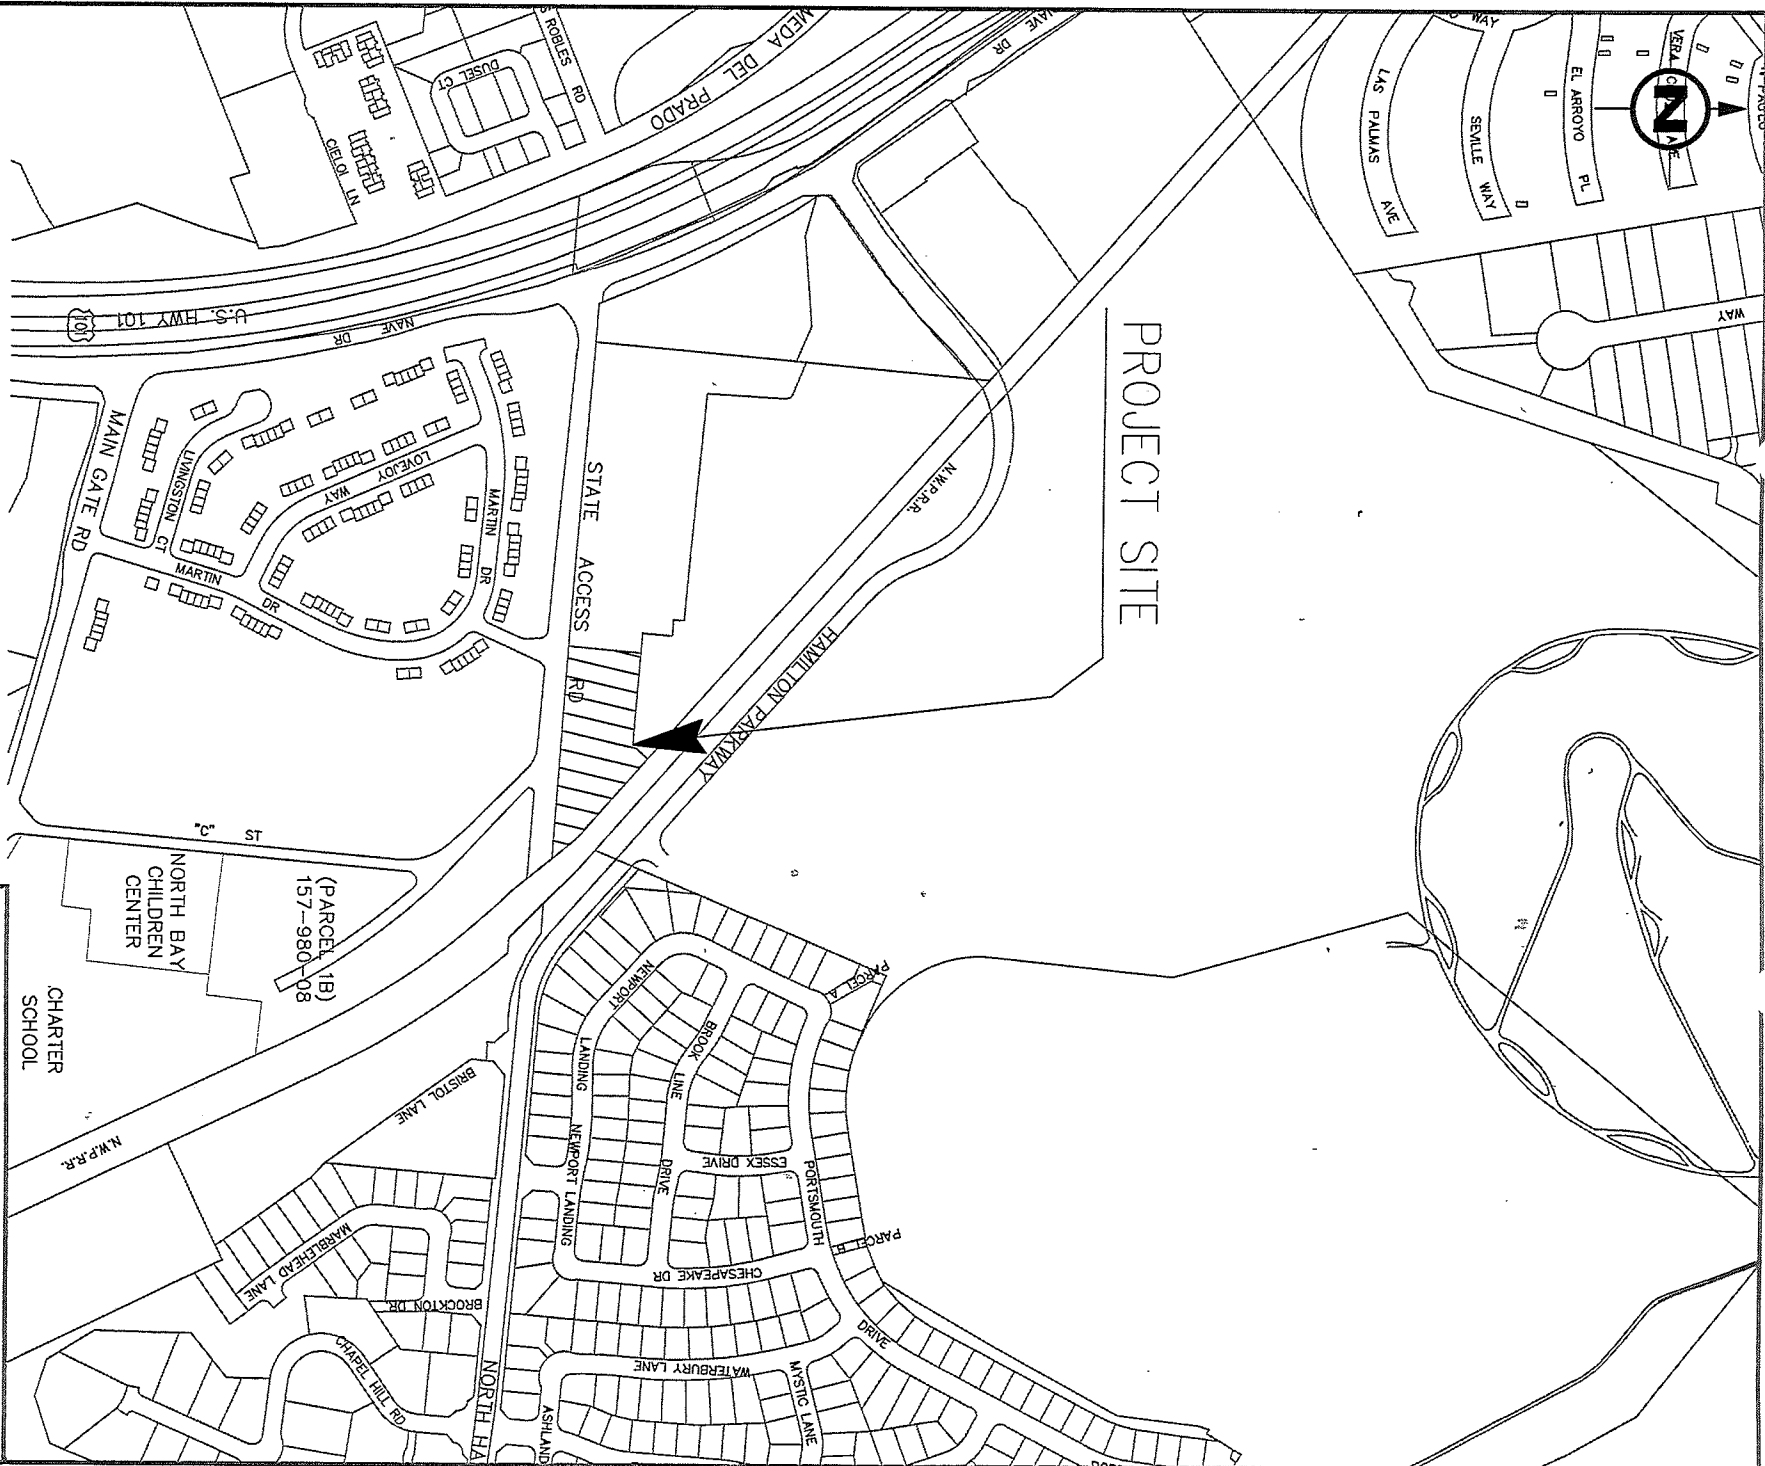 PROJECT SITE
N
VERA
AVE
EL ARROYO PL
SEVILLE WAY
LAS PALMAS AVE
WAY
WAY
NAVE DR
MEDA DEL PRADO
S ROBLES RD
DUSEL CT
CIELO LN
U.S. HWY 101
101
NAVE DR
MAIN GATE RD
LIVINGSTON CT
LOVEJOY WAY
MARTIN DR
MARTIN DR
STATE ACCESS RD
N.W.P.R.R.
HAMILTON PARKWAY
"C" ST
NORTH BAY
CHILDREN
CENTER
(PARCEL 1B)
157-980-08
CHARTER
SCHOOL
N.W.P.R.R.
BRISTOL LANE
MARBLEHEAD LANE
BROCKTON DR.
CHAPEL HILL RD
NORTH HA
NEWPORT LANDING
NEWPORT LANDING
BROOK LINE DRIVE
ESSEX DRIVE
PORTSMOUTH DRIVE
PARCEL A
PARCEL B
CHESAPEAKE DR
WATERBURY LANE
MYSTIC LANE
ASHLAND